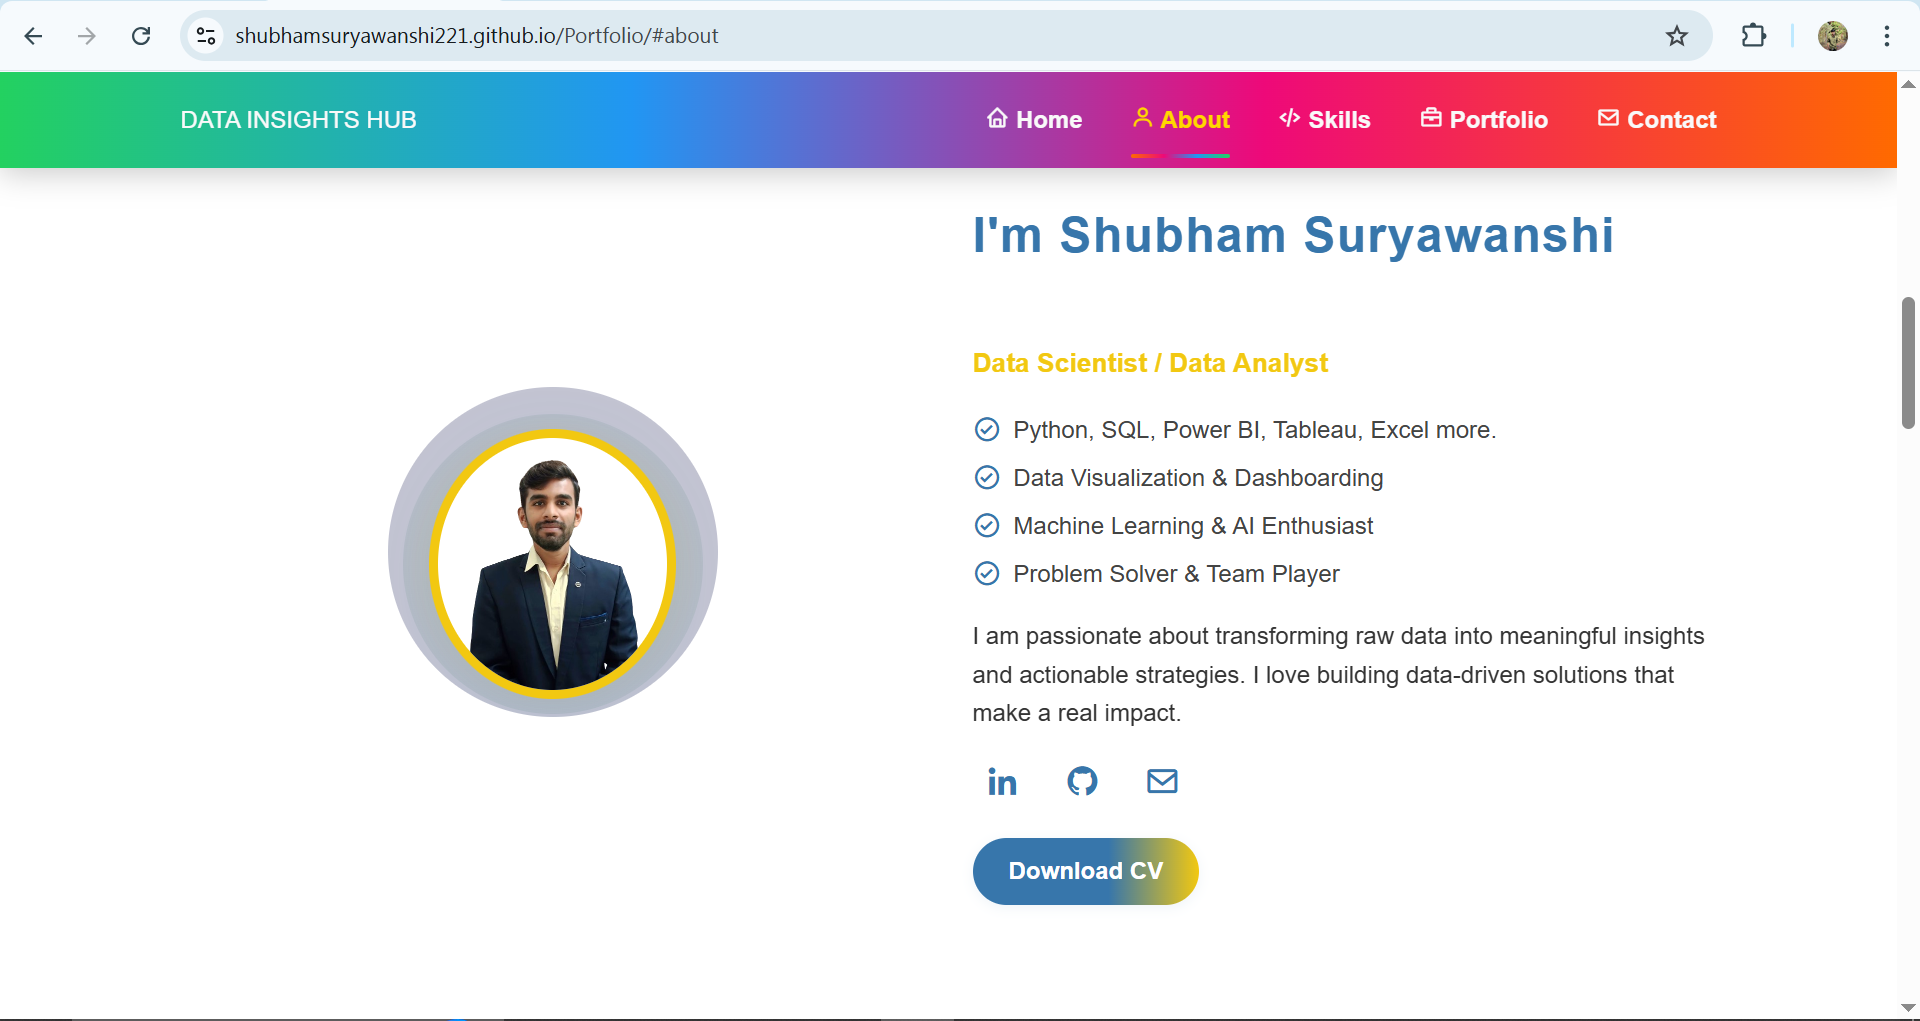 shubhamsuryawanshi221.github.io/Portfolio/#about
DATA INSIGHTS HUB
Home
About
Skills
Portfolio
Contact
I'm Shubham Suryawanshi
Data Scientist / Data Analyst
Python, SQL, Power BI, Tableau, Excel more.
Data Visualization & Dashboarding
Machine Learning & AI Enthusiast
Problem Solver & Team Player
I am passionate about transforming raw data into meaningful insights
and actionable strategies. I love building data-driven solutions that
make a real impact.
Download CV